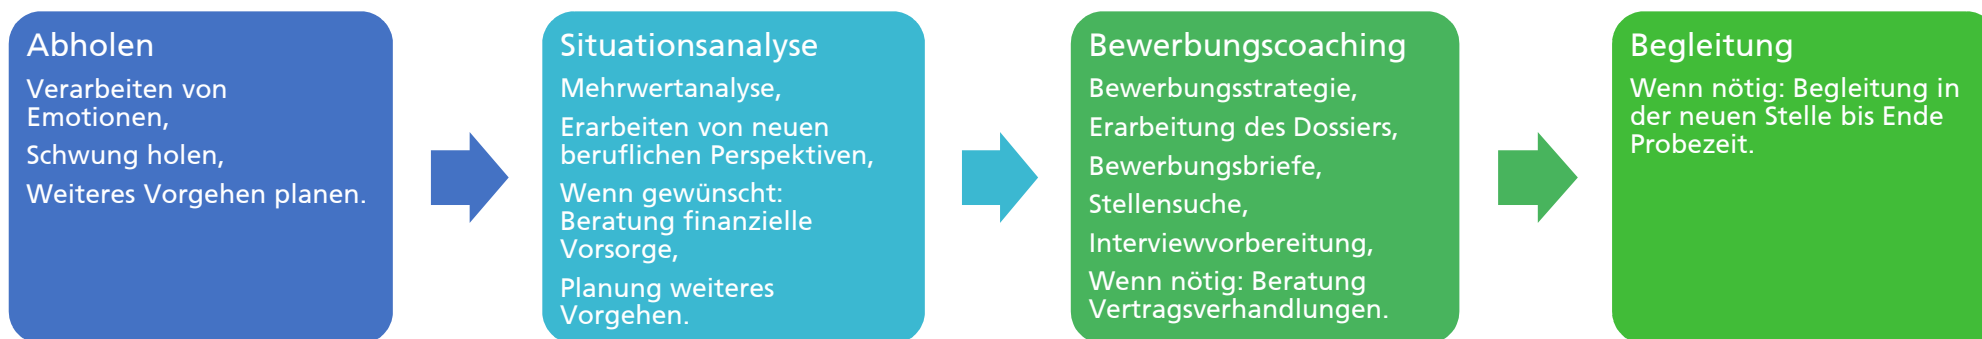 Abholen
Verarbeiten von
Emotionen,
Schwung holen,
Weiteres Vorgehen planen.
Situationsanalyse
Mehrwertanalyse,
Erarbeiten von neuen
beruflichen Perspektiven,
Wenn gewünscht:
Beratung finanzielle
Vorsorge,
Planung weiteres
Vorgehen.
Bewerbungscoaching
Bewerbungsstrategie,
Erarbeitung des Dossiers,
Bewerbungsbriefe,
Stellensuche,
Interviewvorbereitung,
Wenn nötig: Beratung
Vertragsverhandlungen.
Begleitung
Wenn nötig: Begleitung in
der neuen Stelle bis Ende
Probezeit.